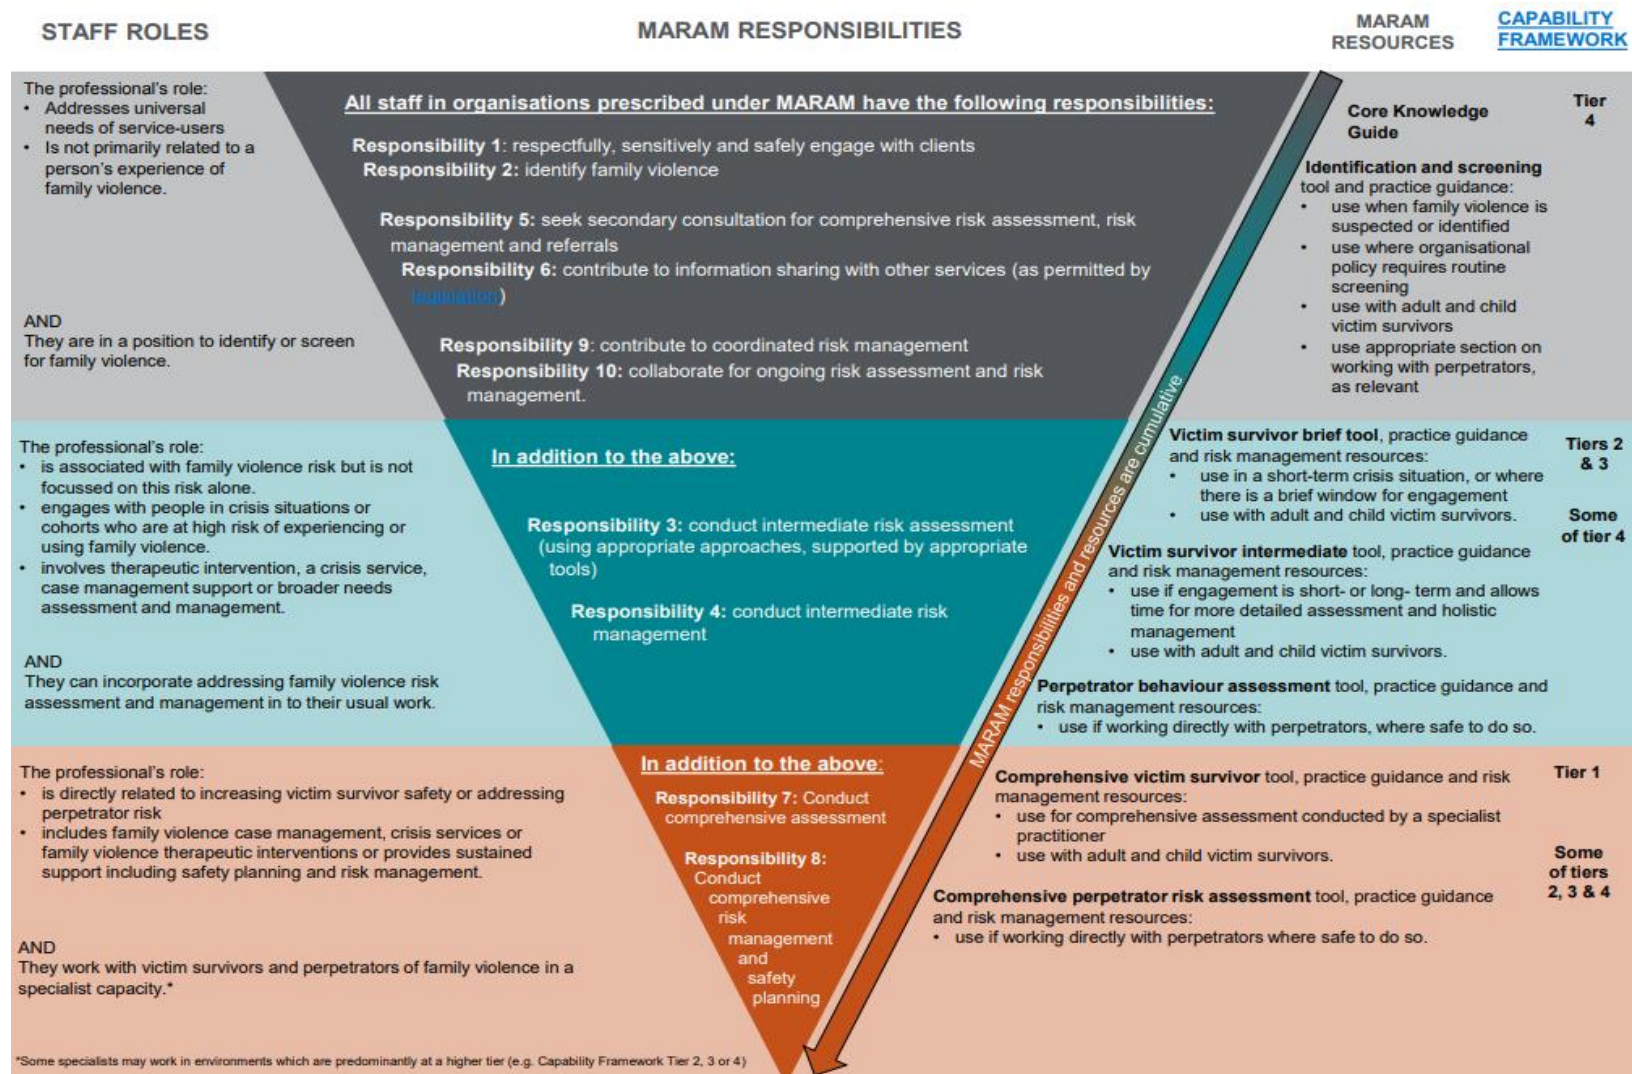 STAFF ROLES
MARAM RESPONSIBILITIES
MARAM
RESOURCES
CAPABILITY
FRAMEWORK
The professional's role:
• Addresses universal
needs of service-users
• Is not primarily related to a
person's experience of
family violence.
AND
They are in a position to identify or screen
for family violence.
All staff in organisations prescribed under MARAM have the following responsibilities:
Responsibility 1: respectfully, sensitively and safely engage with clients
Responsibility 2: identify family violence
Responsibility 5: seek secondary consultation for comprehensive risk assessment, risk
management and referrals
Responsibility 6: contribute to information sharing with other services (as permitted by
legislation)
Responsibility 9: contribute to coordinated risk management
Responsibility 10: collaborate for ongoing risk assessment and risk
management.
Core Knowledge
Guide
Identification and screening
tool and practice guidance:
• use when family violence is
suspected or identified
• use where organisational
policy requires routine
screening
• use with adult and child
victim survivors
• use appropriate section on
working with perpetrators,
as relevant
Tier
4
MARAM responsibilities and resources are cumulative
The professional's role:
• is associated with family violence risk but is not
focussed on this risk alone.
• engages with people in crisis situations or
cohorts who are at high risk of experiencing or
using family violence.
• involves therapeutic intervention, a crisis service,
case management support or broader needs
assessment and management.
AND
They can incorporate addressing family violence risk
assessment and management in to their usual work.
In addition to the above:
Responsibility 3: conduct intermediate risk assessment
(using appropriate approaches, supported by appropriate
tools)
Responsibility 4: conduct intermediate risk
management
Victim survivor brief tool, practice guidance
and risk management resources:
• use in a short-term crisis situation, or where
there is a brief window for engagement
• use with adult and child victim survivors.
Victim survivor intermediate tool, practice guidance
and risk management resources:
• use if engagement is short- or long- term and allows
time for more detailed assessment and holistic
management
• use with adult and child victim survivors.
Perpetrator behaviour assessment tool, practice guidance and
risk management resources:
• use if working directly with perpetrators, where safe to do so.
Tiers 2
& 3
Some
of tier 4
The professional's role:
• is directly related to increasing victim survivor safety or addressing
perpetrator risk
• includes family violence case management, crisis services or
family violence therapeutic interventions or provides sustained
support including safety planning and risk management.
AND
They work with victim survivors and perpetrators of family violence in a
specialist capacity.*
In addition to the above:
Responsibility 7: Conduct
comprehensive assessment
Responsibility 8:
Conduct
comprehensive
risk
management
and
safety
planning
Comprehensive victim survivor tool, practice guidance and risk
management resources:
• use for comprehensive assessment conducted by a specialist
practitioner
• use with adult and child victim survivors.
Comprehensive perpetrator risk assessment tool, practice guidance
and risk management resources:
• use if working directly with perpetrators where safe to do so.
Tier 1
Some
of tiers
2, 3 & 4
*Some specialists may work in environments which are predominantly at a higher tier (e.g. Capability Framework Tier 2, 3 or 4)